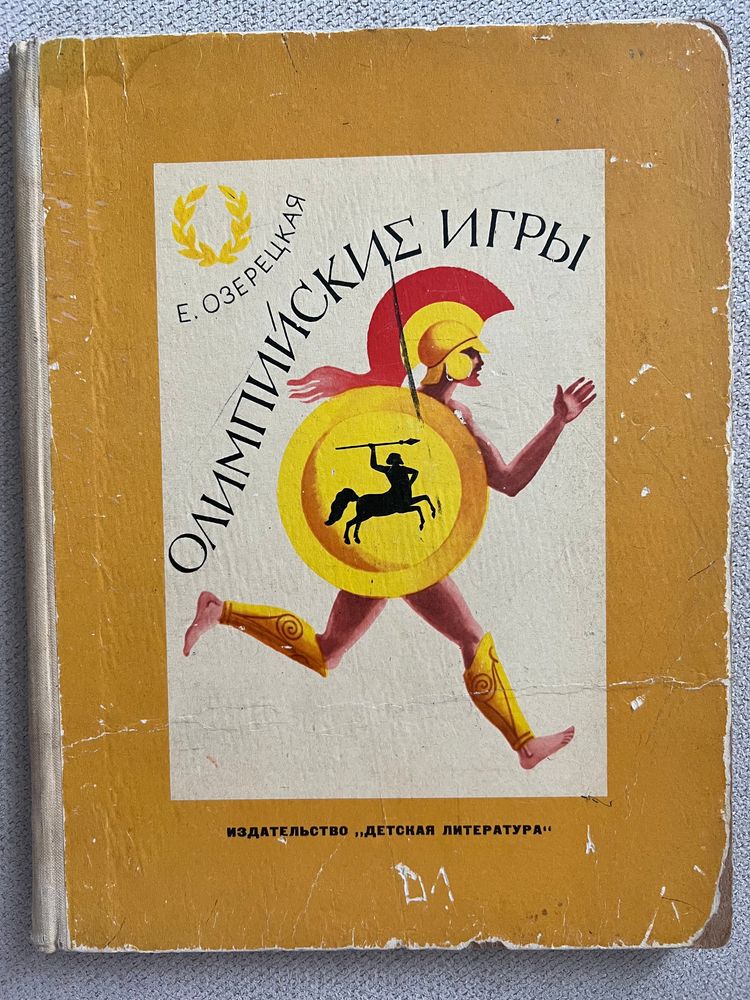 Е. ОЗЕРЕЦКАЯ
ОЛИМПИЙСКИЕ ИГРЫ
ИЗДАТЕЛЬСТВО „ДЕТСКАЯ ЛИТЕРАТУРА“